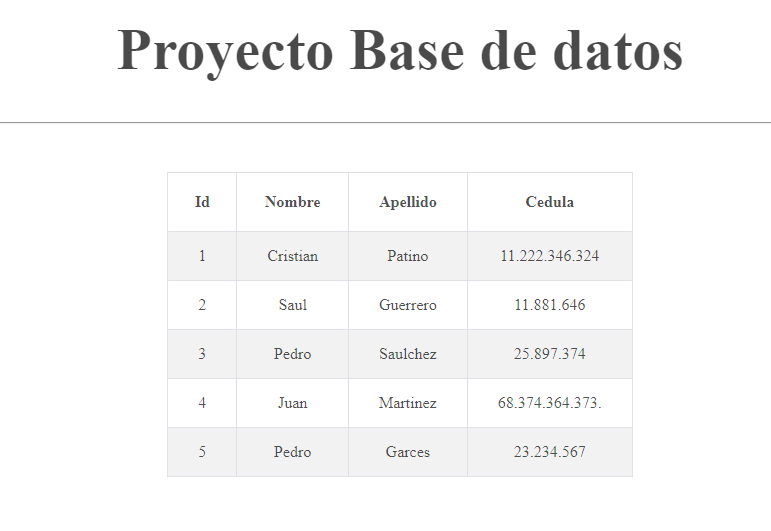 Proyecto Base de datos
Id Nombre Apellido Cedula
1 Cristian Patino 11.222.346.324
2 Saul Guerrero 11.881.646
3 Pedro Saulchez 25.897.374
4 Juan Martinez 68.374.364.373.
5 Pedro Garces 23.234.567